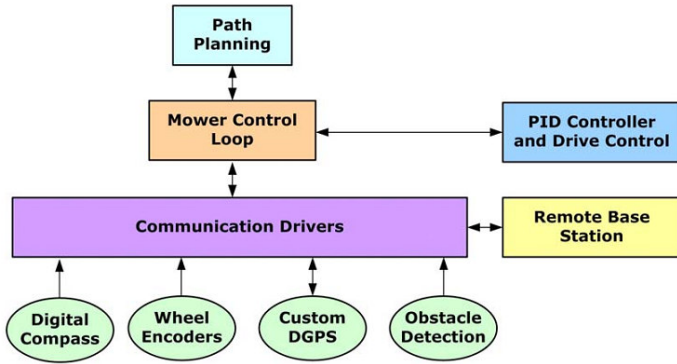 Path
Planning
Mower Control
Loop
PID Controller
and Drive Control
Communication Drivers
Remote Base
Station
Digital
Compass
Wheel
Encoders
Custom
DGPS
Obstacle
Detection